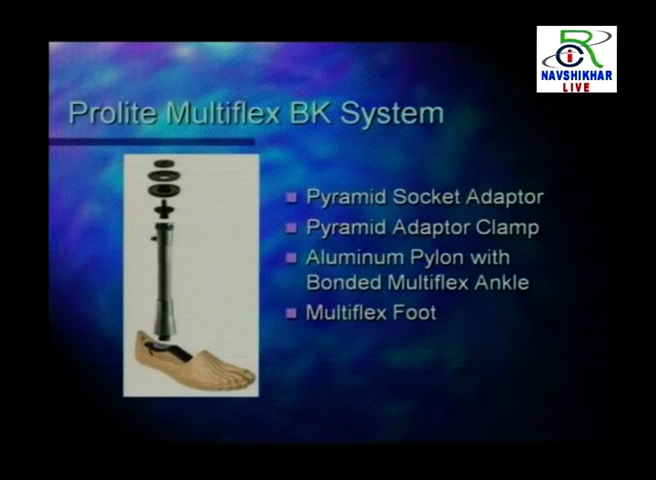 CRI
NAVSHIKHAR
LIVE
Prolite Multiflex BK System
Pyramid Socket Adaptor
Pyramid Adaptor Clamp
Aluminum Pylon with
Bonded Multiflex Ankle
Multiflex Foot